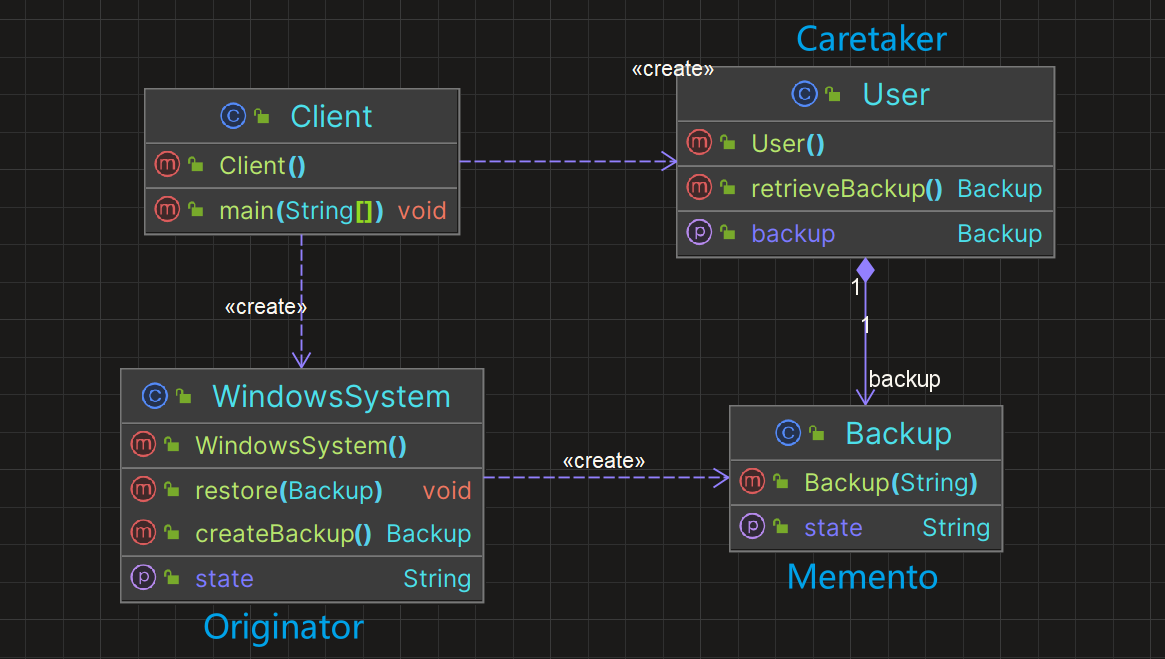 Caretaker
«create»
User
User()
retrieveBackup() Backup
backup Backup
Client
Client()
main(String[]) void
«create»
1
1
backup
WindowsSystem
WindowsSystem()
restore(Backup) void
createBackup() Backup
state String
Originator
«create»
Backup
Backup(String)
state String
Memento